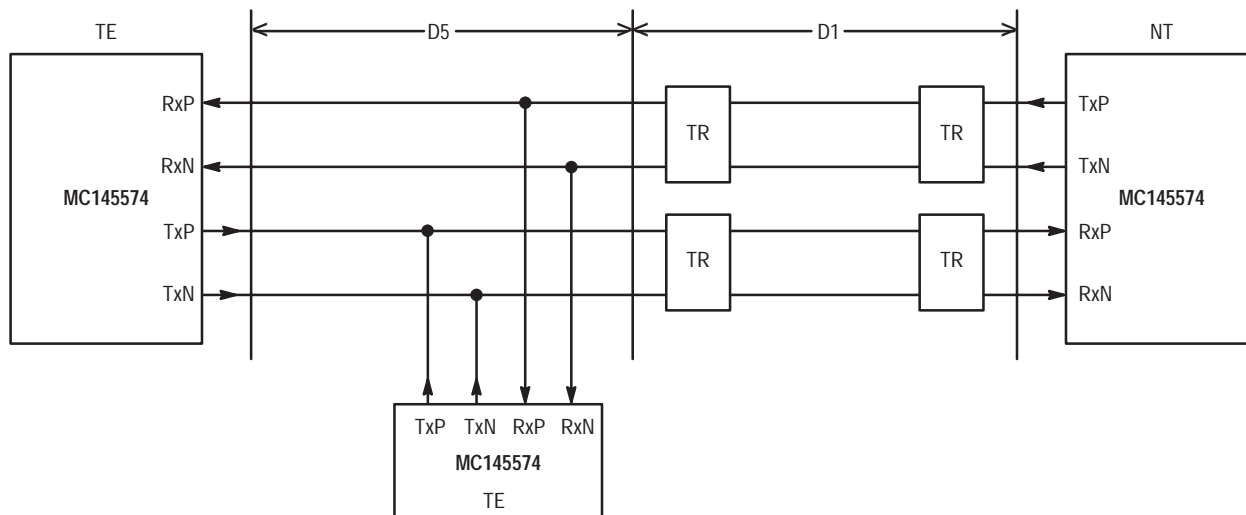 TE D5 D1 NT
RxP TxP
TR TR
RxN TxN
MC145574 MC145574
TxP RxP
TR TR
TxN RxN
TxP TxN RxP RxN
MC145574
TE